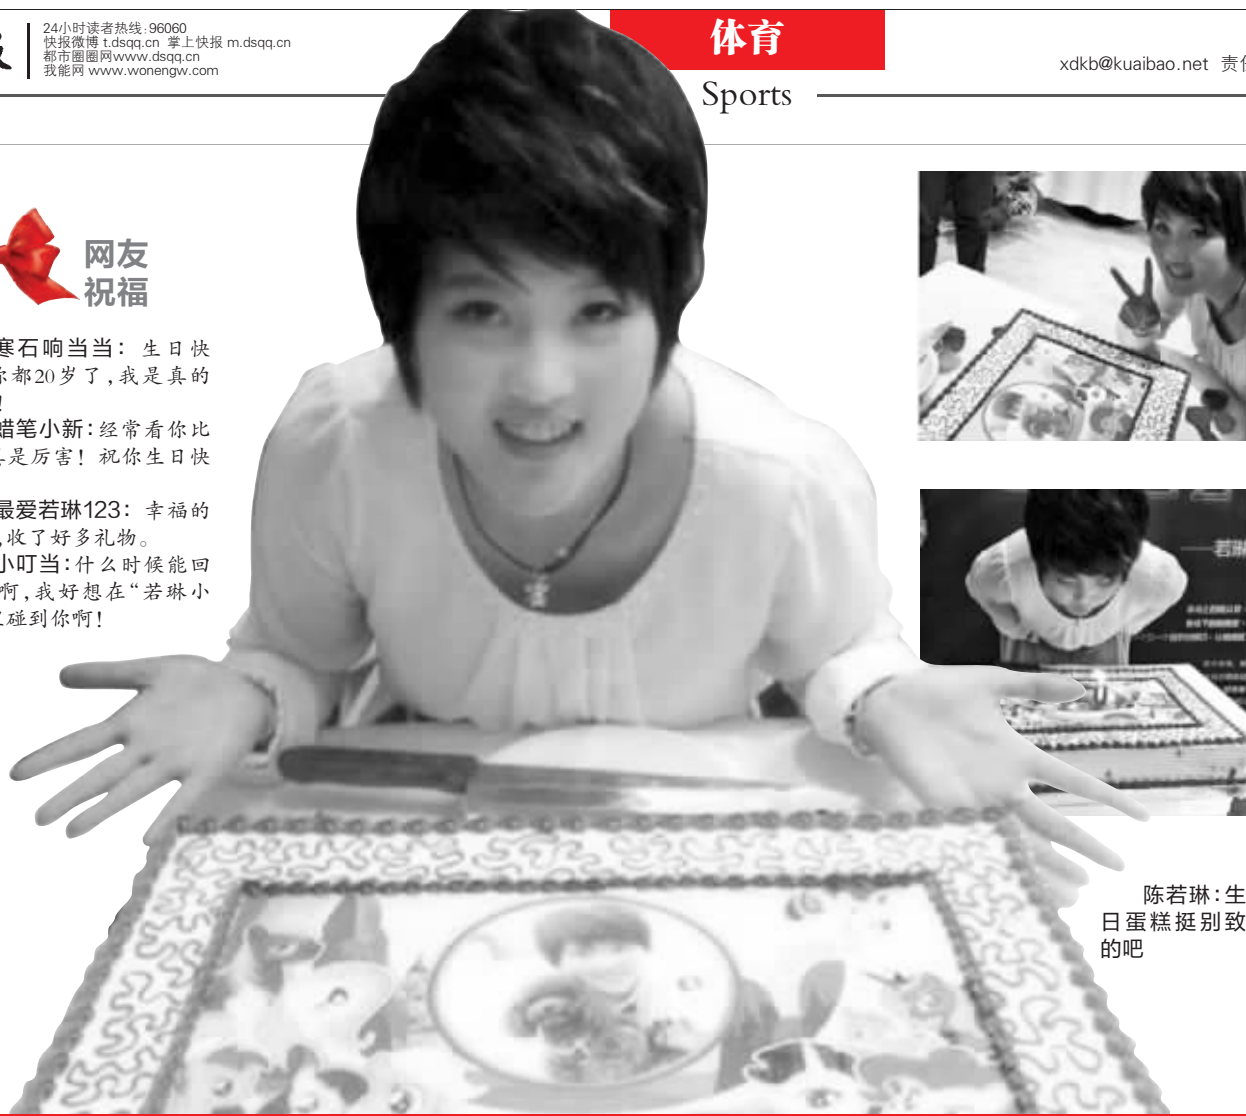 24小时读者热线:96060
快报微博 t.dsqq.cn 掌上快报 m.dsqq.cn
都市圈圈网www.dsqq.cn
我能网 www.wonengw.com
体育
Sports
xdkb@kuaibao.net 责
网友
祝福
寒石响当当：生日快
你都20岁了,我是真的
!
蜡笔小新:经常看你比
是厉害！祝你生日快
最爱若琳123：幸福的
,收了好多礼物。
小叮当:什么时候能回
啊,我好想在“若琳小
碰到你啊！
若琳
陈若琳:生
日蛋糕挺别致
的吧